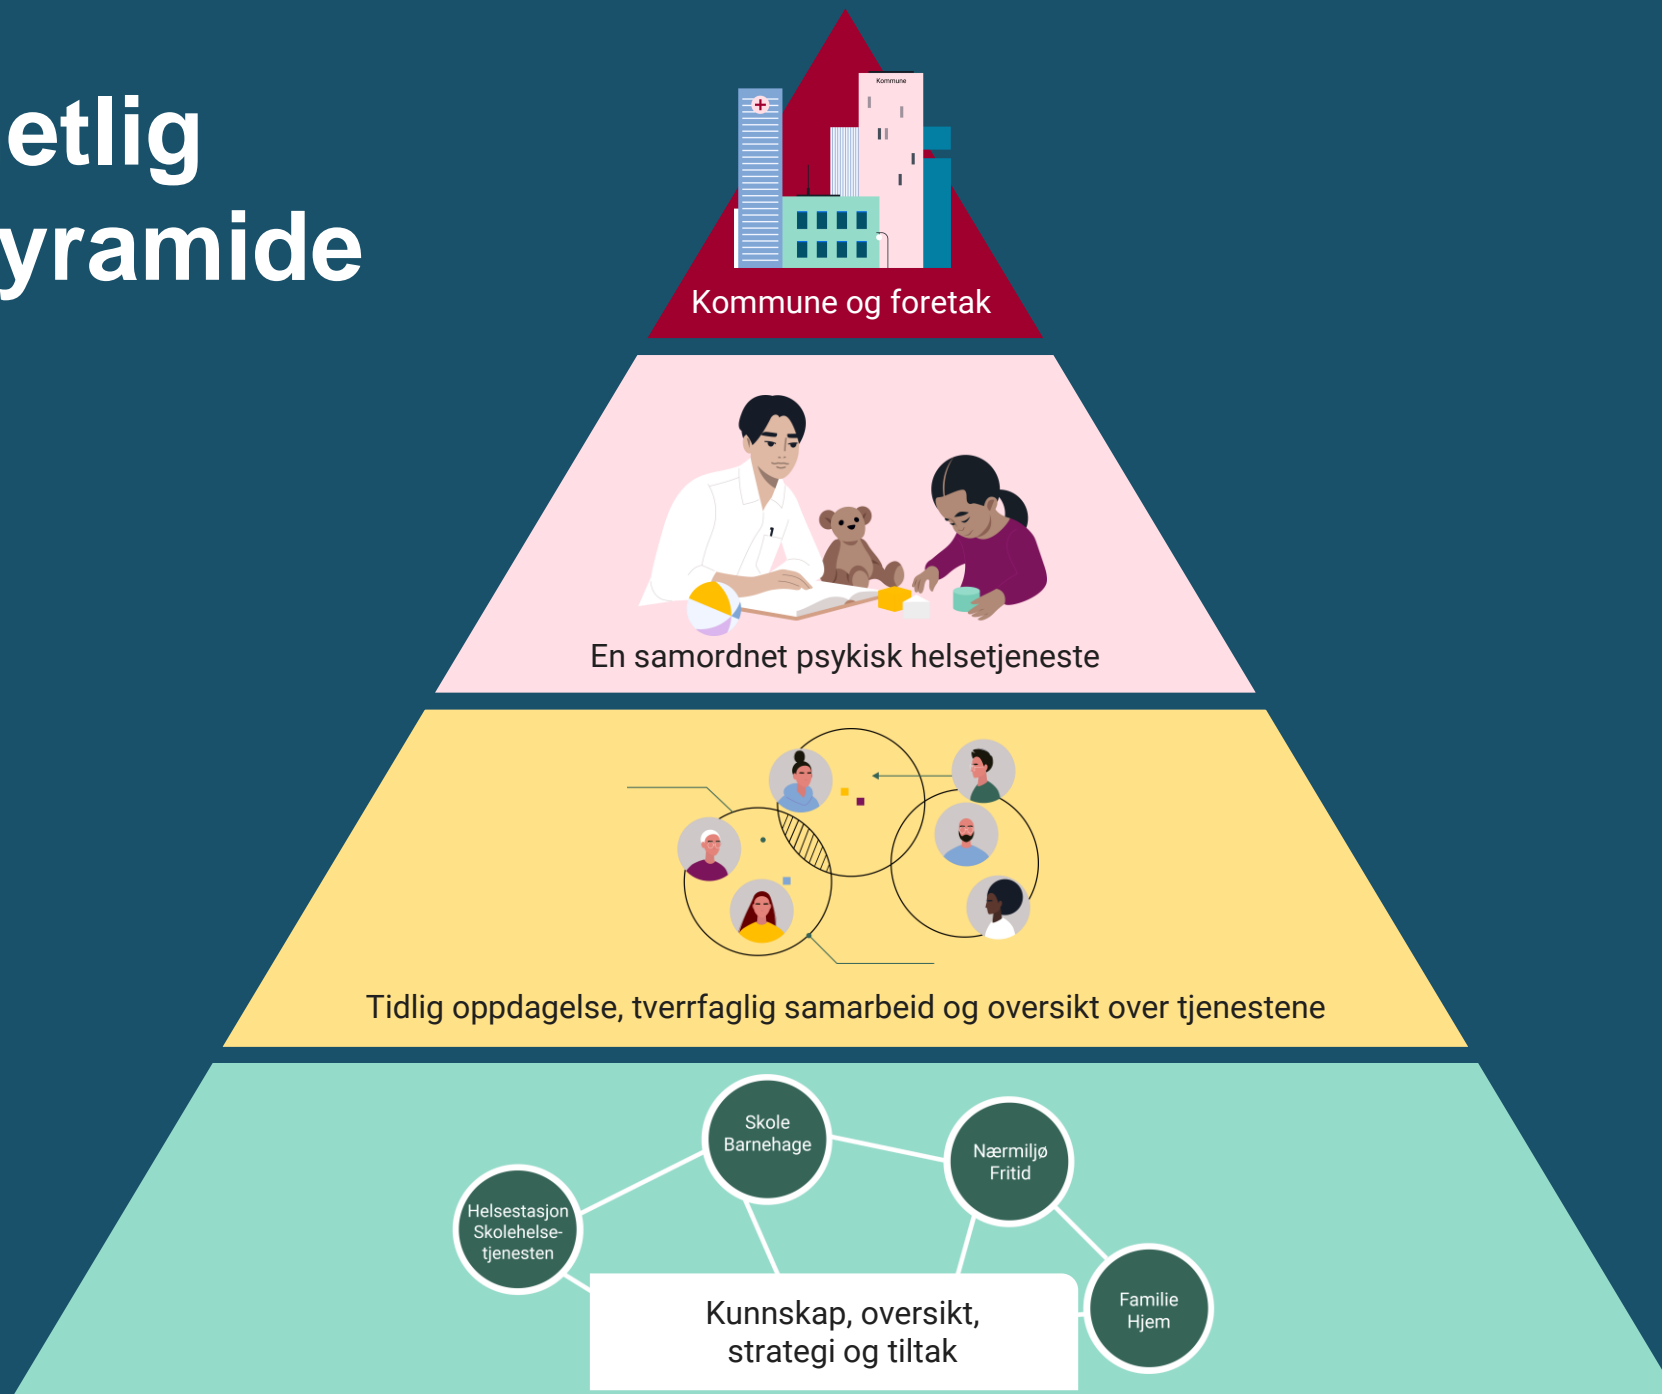 etlig
yramide
Kommune
Kommune og foretak
En samordnet psykisk helsetjeneste
Tidlig oppdagelse, tverrfaglig samarbeid og oversikt over tjenestene
Skole
Barnehage
Nærmiljø
Fritid
Helsestasjon
Skolehelse-
tjenesten
Familie
Hjem
Kunnskap, oversikt,
strategi og tiltak